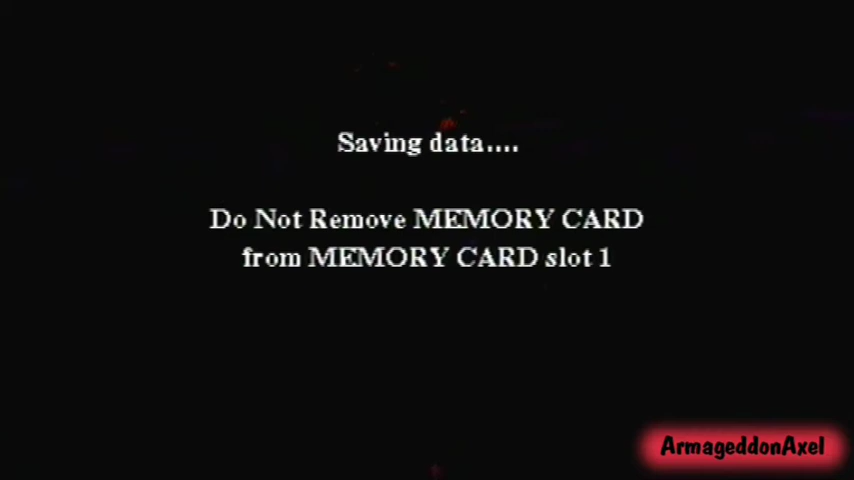 Saving data....
Do Not Remove MEMORY CARD
from MEMORY CARD slot 1
ArmageddonAxel